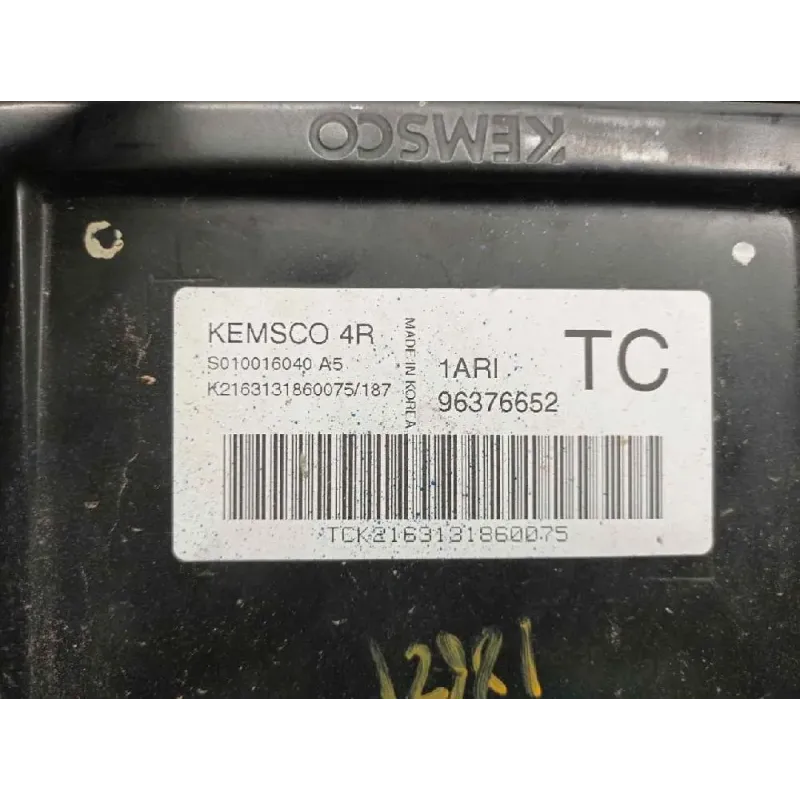 KEMSCO
KEMSCO 4R
S010016040 A5
K2163131860075/187
MADE IN KOREA
1ARI
96376652
TC
TCK2163131860075